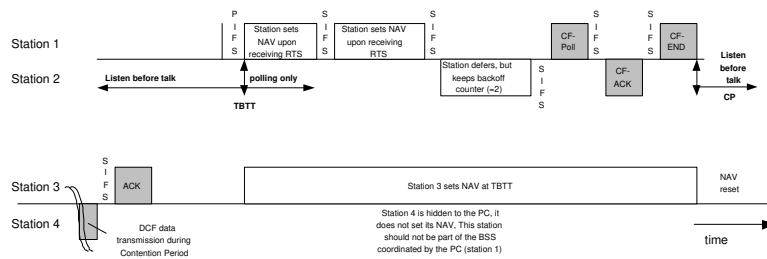 P
I
F
S
Station sets
NAV upon
receiving RTS
S
I
F
S
Station sets NAV
upon receiving
RTS
S
I
F
S
CF-
Poll
S
I
F
S
S
I
F
S
CF-
END
Station 1
Station 2
Listen before talk
polling only
TBTT
Station defers, but
keeps backoff
counter (=2)
S
I
F
S
CF-
ACK
Listen
before
talk
CP
Station 3
Station 4
S
I
F
S
ACK
DCF data
transmission during
Contention Period
Station 3 sets NAV at TBTT
Station 4 is hidden to the PC, it
does not set its NAV, This station
should not be part of the BSS
coordinated by the PC (station 1)
NAV
reset
time